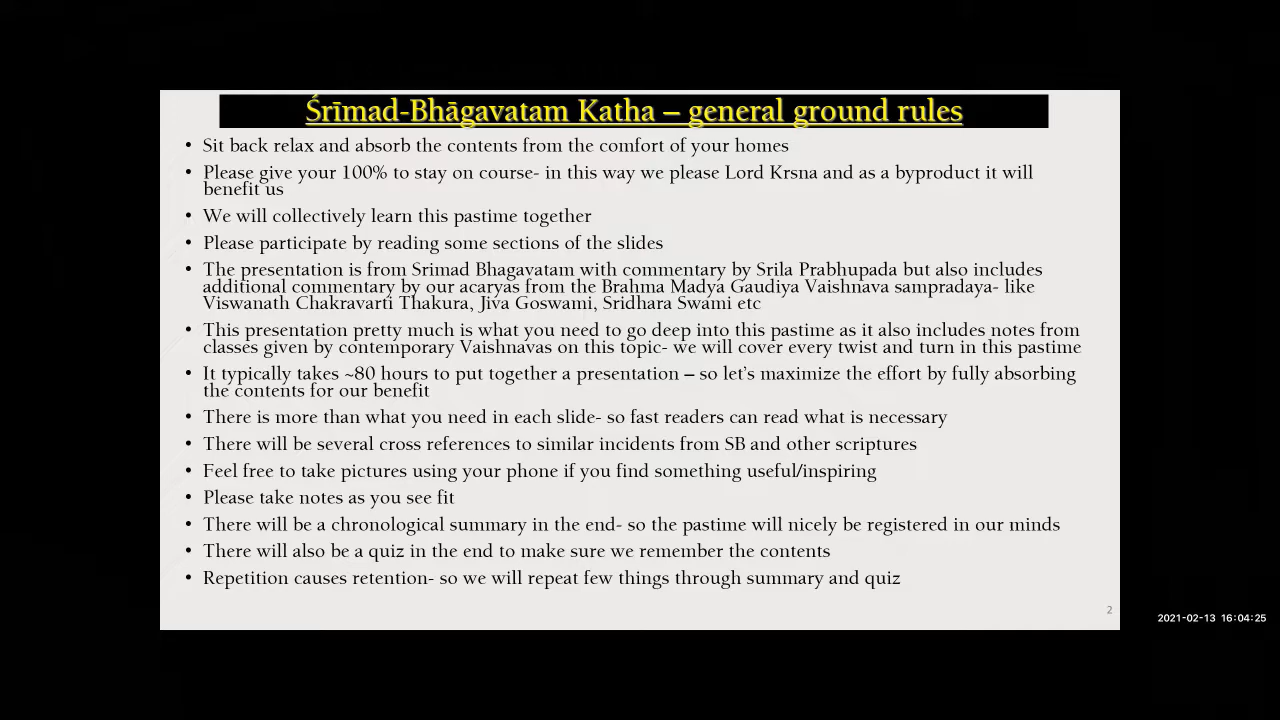 Śrīmad-Bhāgavatam Katha – general ground rules
• Sit back relax and absorb the contents from the comfort of your homes
• Please give your 100% to stay on course- in this way we please Lord Krsna and as a byproduct it will
benefit us
• We will collectively learn this pastime together
• Please participate by reading some sections of the slides
• The presentation is from Srimad Bhagavatam with commentary by Srila Prabhupada but also includes
additional commentary by our acaryas from the Brahma Madya Gaudiya Vaishnava sampradaya- like
Viswanath Chakravarti Thakura, Jiva Goswami, Sridhara Swami etc
• This presentation pretty much is what you need to go deep into this pastime as it also includes notes from
classes given by contemporary Vaishnavas on this topic- we will cover every twist and turn in this pastime
• It typically takes ~80 hours to put together a presentation – so let's maximize the effort by fully absorbing
the contents for our benefit
• There is more than what you need in each slide- so fast readers can read what is necessary
• There will be several cross references to similar incidents from SB and other scriptures
• Feel free to take pictures using your phone if you find something useful/inspiring
• Please take notes as you see fit
• There will be a chronological summary in the end- so the pastime will nicely be registered in our minds
• There will also be a quiz in the end to make sure we remember the contents
• Repetition causes retention- so we will repeat few things through summary and quiz
2
2021-02-13 16:04:25